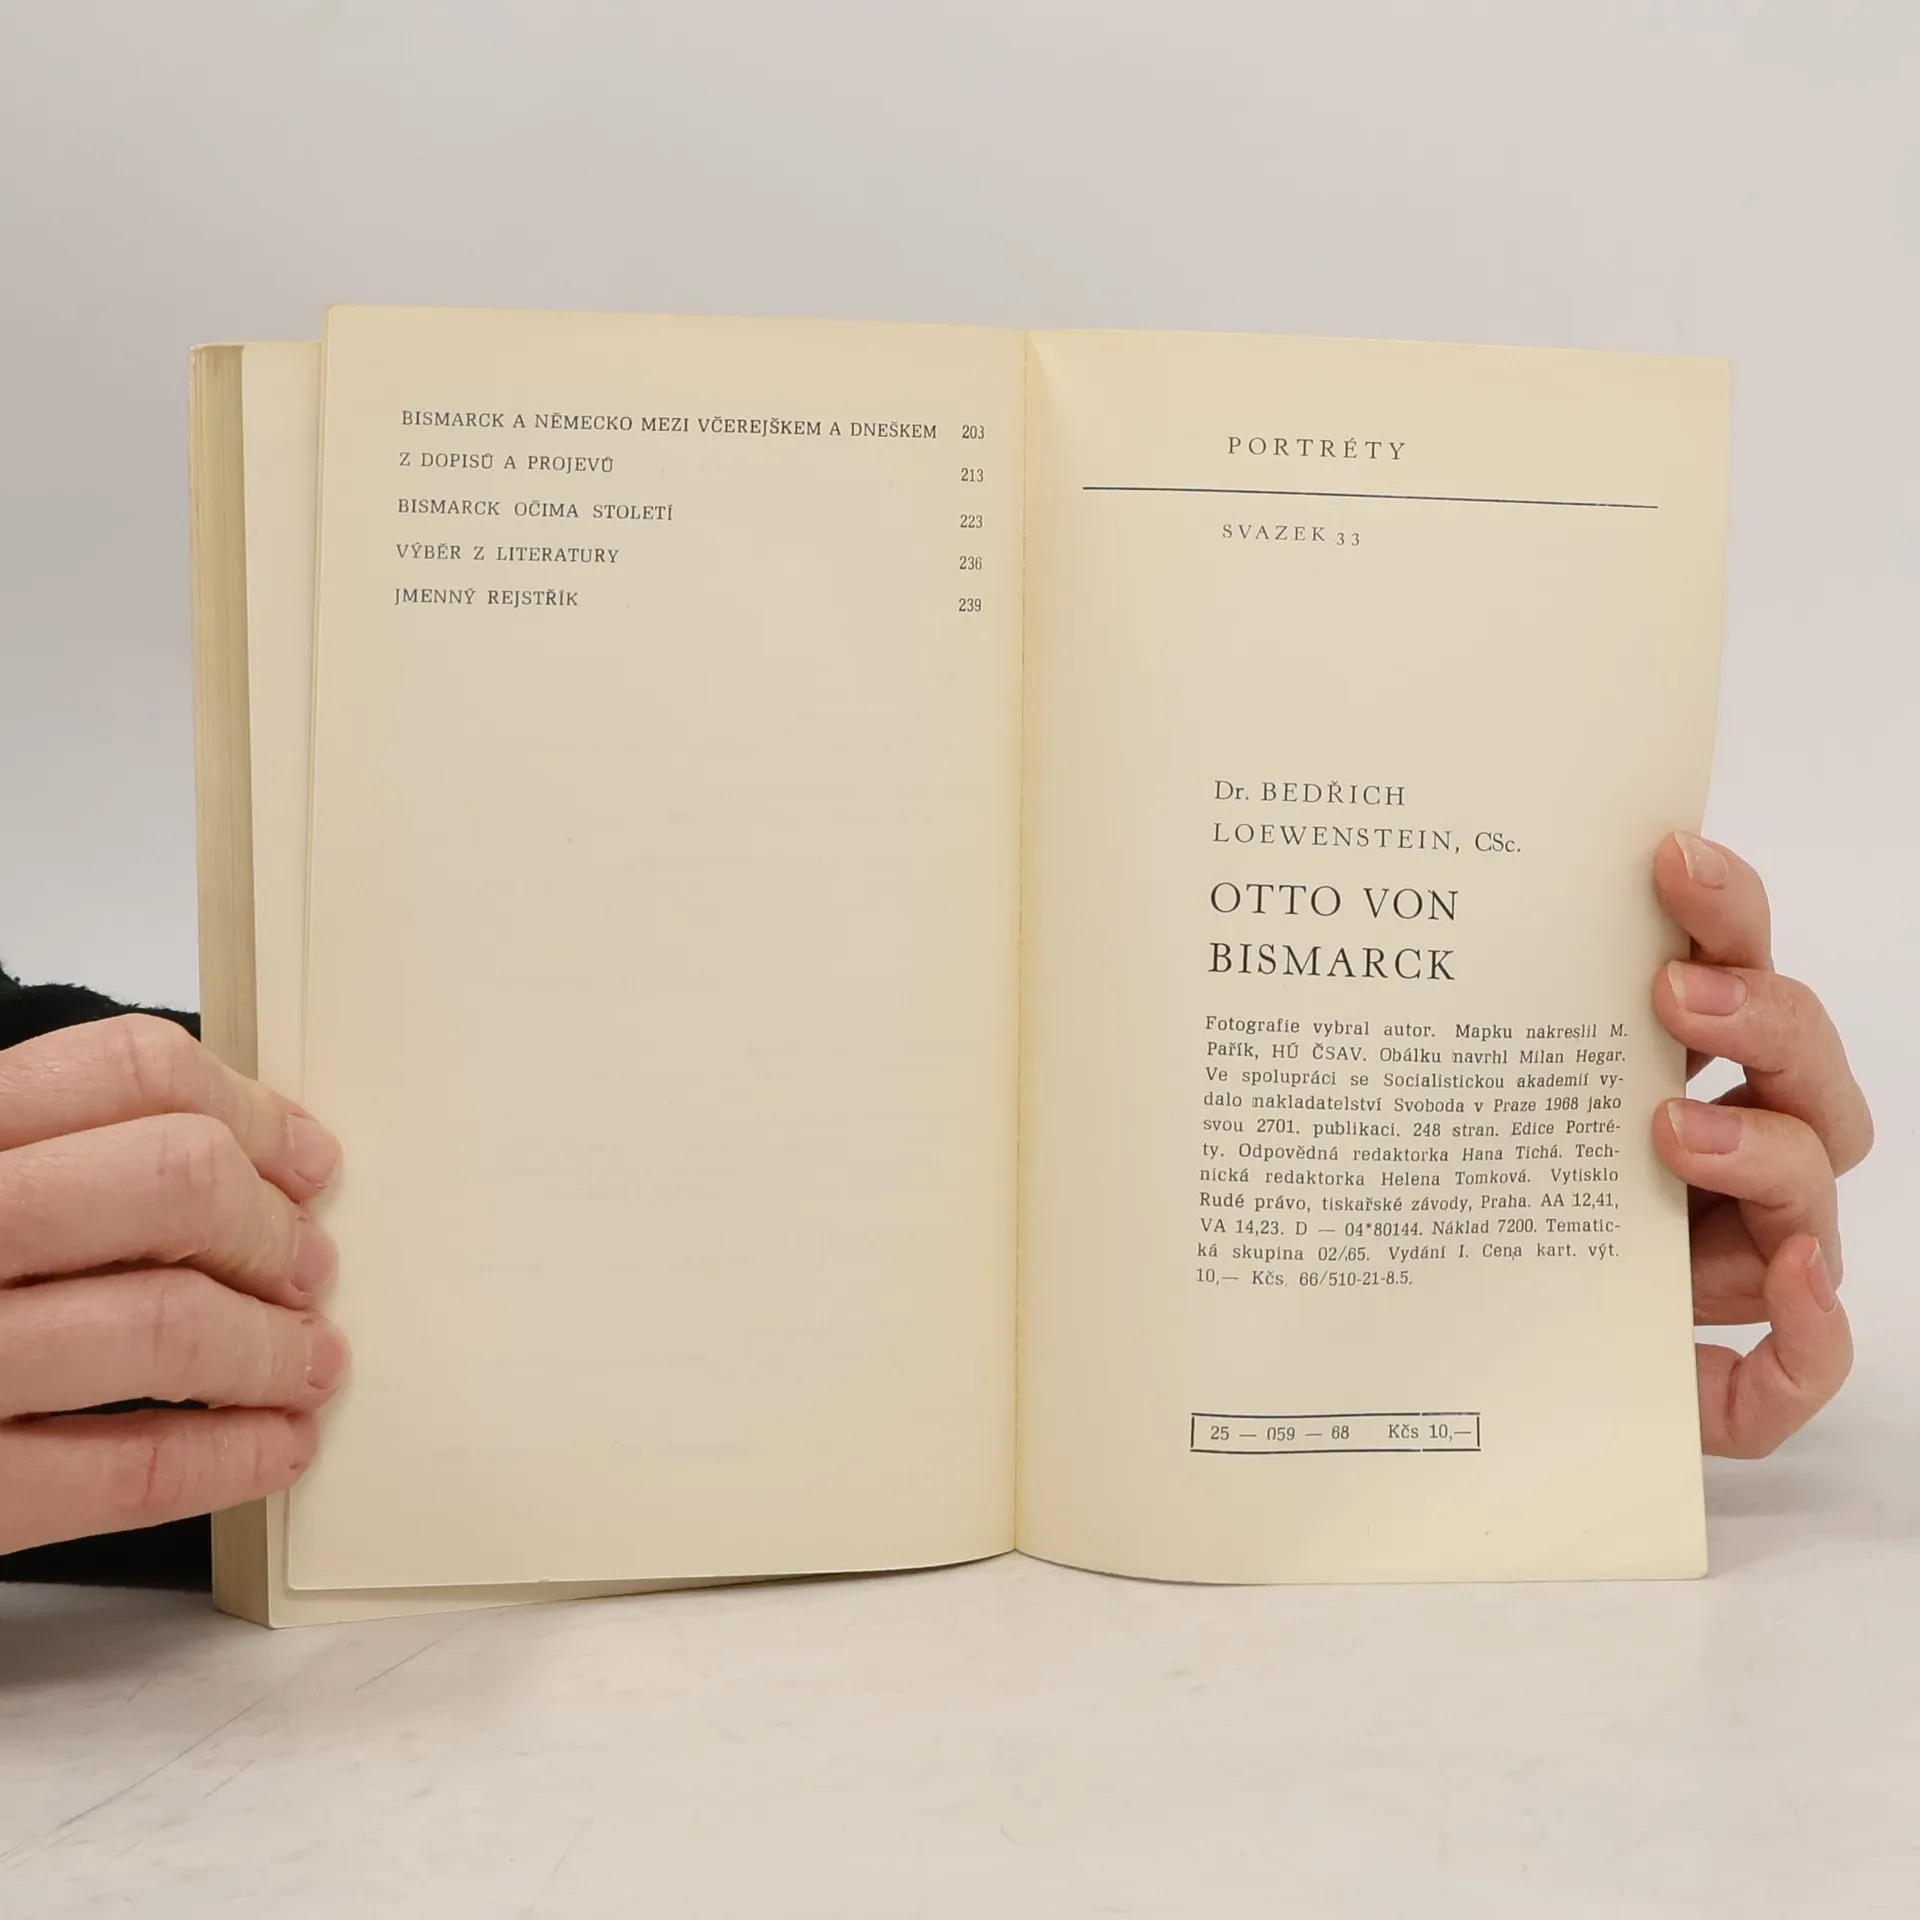 BISMARCK A NĚMECKO MEZI VČEREJŠKEM A DNEŠKEM 203
Z DOPISŮ A PROJEVŮ 213
BISMARCK OČIMA STOLETÍ 223
VÝBĚR Z LITERATURY 236
JMENNÝ REJSTŘÍK 239
PORTRÉTY
SVAZEK 33
Dr. BEDŘICH
LOEWENSTEIN, CSc.
OTTO VON
BISMARCK
Fotografie vybral autor. Mapku nakreslil M.
Pařík, HÚ ČSAV. Obálku navrhl Milan Hegar.
Ve spolupráci se Socialistickou akademií vy-
dalo nakladatelství Svoboda v Praze 1968 jako
svou 2701. publikaci. 248 stran. Edice Portré-
ty. Odpovědná redaktorka Hana Tichá. Tech-
nická redaktorka Helena Tomková. Vytisklo
Rudé právo, tiskařské závody, Praha. AA 12,41,
VA 14,23. D — 04*80144. Náklad 7200. Tematic-
ká skupina 02/65. Vydání I. Cena kart. výt.
10,— Kčs. 66/510-21-8.5.
25 — 059 — 68 Kčs 10,—